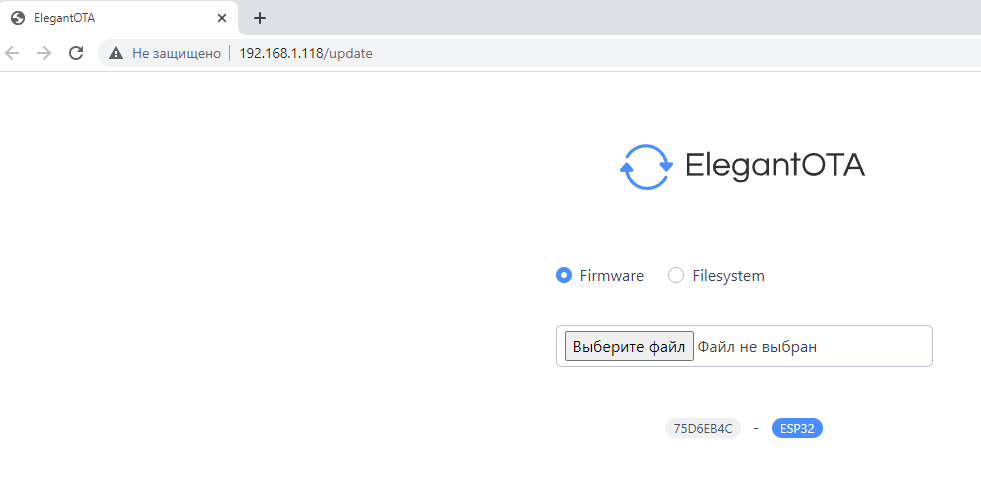 ElegantOTA
Не защищено 192.168.1.118/update
ElegantOTA
Firmware Filesystem
Выберите файл Файл не выбран
75D6EB4C - ESP32